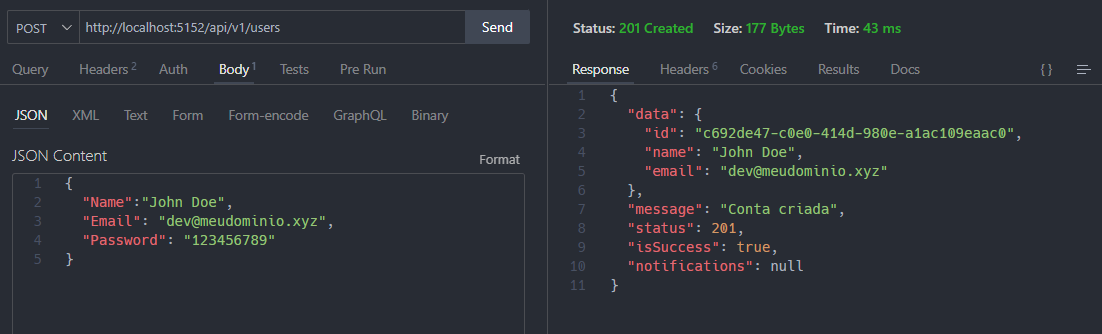 POST http://localhost:5152/api/v1/users Send
Query Headers 2 Auth Body 1 Tests Pre Run
JSON XML Text Form Form-encode GraphQL Binary
JSON Content Format
1 {
2 "Name":"John Doe",
3 "Email": "dev@meudominio.xyz",
4 "Password": "123456789"
5 }
Status: 201 Created Size: 177 Bytes Time: 43 ms
Response Headers 6 Cookies Results Docs { }
1 {
2 "data": {
3 "id": "c692de47-c0e0-414d-980e-a1ac109eaac0",
4 "name": "John Doe",
5 "email": "dev@meudominio.xyz"
6 },
7 "message": "Conta criada",
8 "status": 201,
9 "isSuccess": true,
10 "notifications": null
11 }